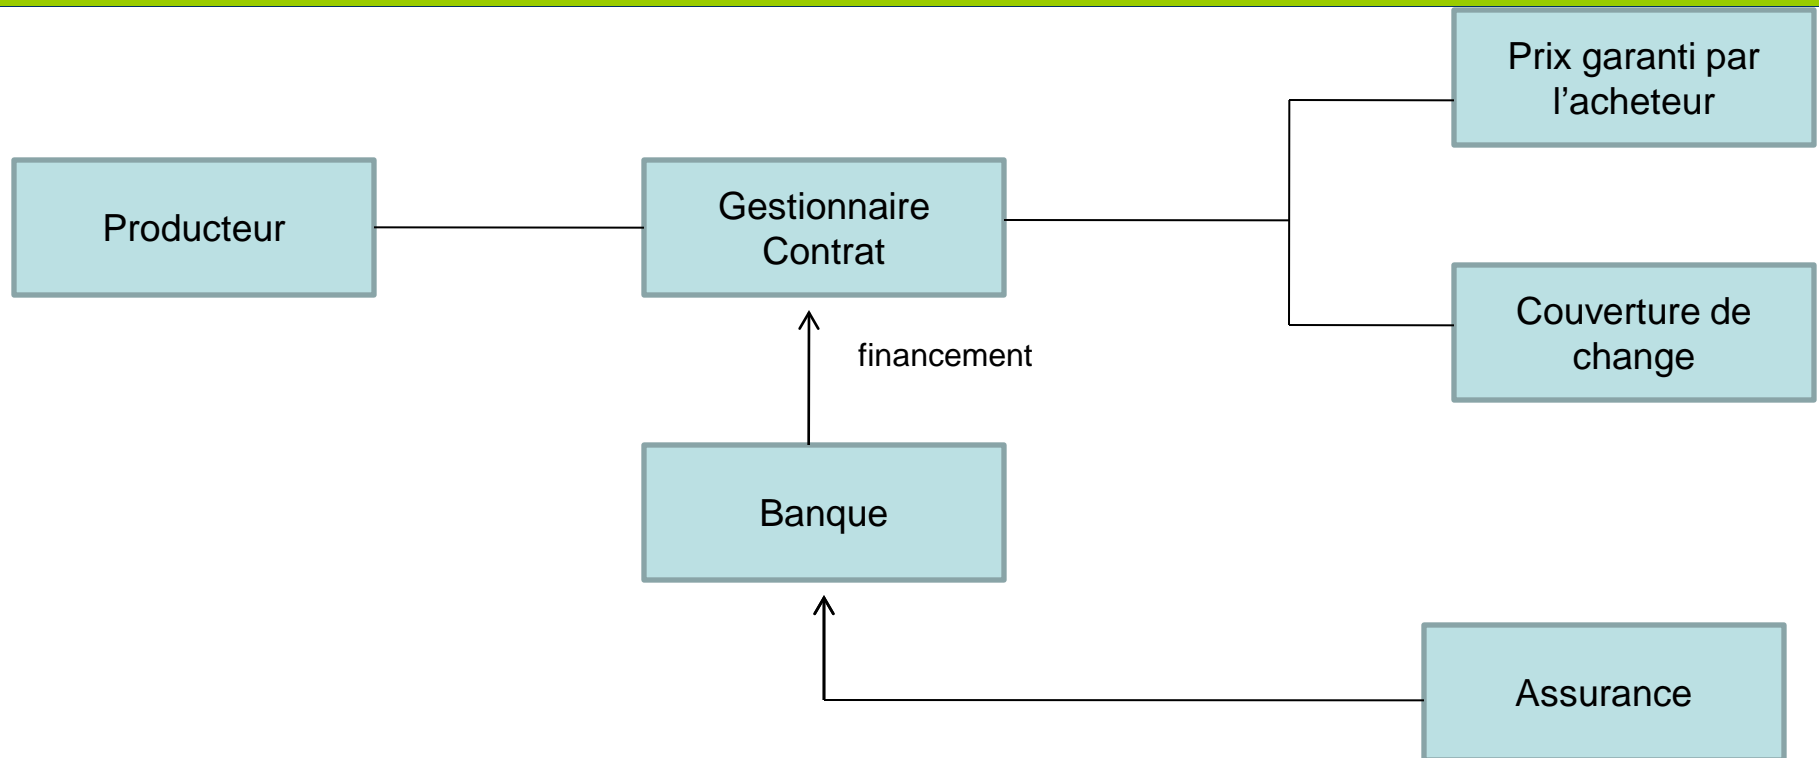 Prix garanti par
l’acheteur
Producteur
Gestionnaire
Contrat
Couverture de
change
financement
Banque
Assurance